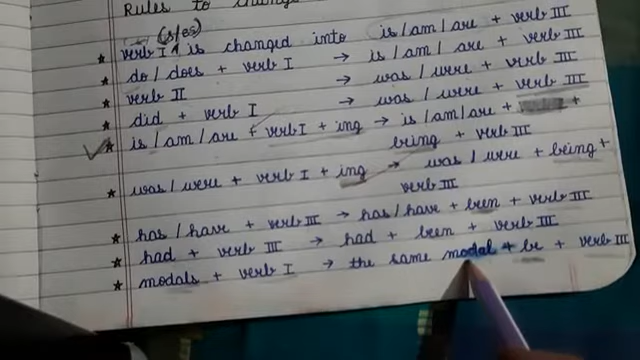 Rules to change
(s/es)
★ verb I is changed into is/am/are + verb III
★ do/does + verb I → is/am/are + verb III
★ verb II → was/were + verb III
★ did + verb I → was/were + verb III
★ is/am/are + verb I + ing → is/am/are +
being + verb III
★ was/were + verb I + ing → was/were + being +
verb III
★ has/have + verb III → has/have + been + verb III
★ had + verb III → had + been + verb III
★ modals + verb I → the same modal + be + verb III